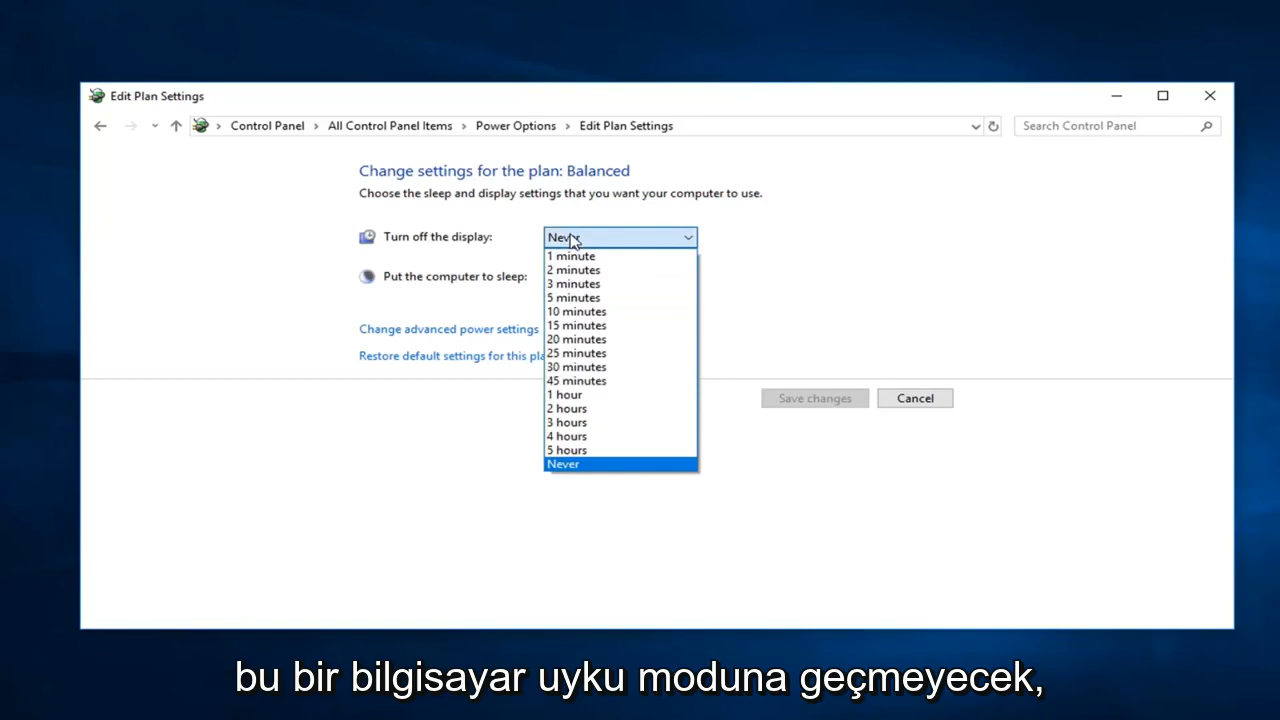 Edit Plan Settings
Control Panel > All Control Panel Items > Power Options > Edit Plan Settings
Search Control Panel
Change settings for the plan: Balanced
Choose the sleep and display settings that you want your computer to use.
Turn off the display:
Never
1 minute
2 minutes
3 minutes
5 minutes
10 minutes
15 minutes
20 minutes
25 minutes
30 minutes
45 minutes
1 hour
2 hours
3 hours
4 hours
5 hours
Never
Put the computer to sleep:
Change advanced power settings
Restore default settings for this pla
Save changes
Cancel
bu bir bilgisayar uyku moduna geçmeyecek,